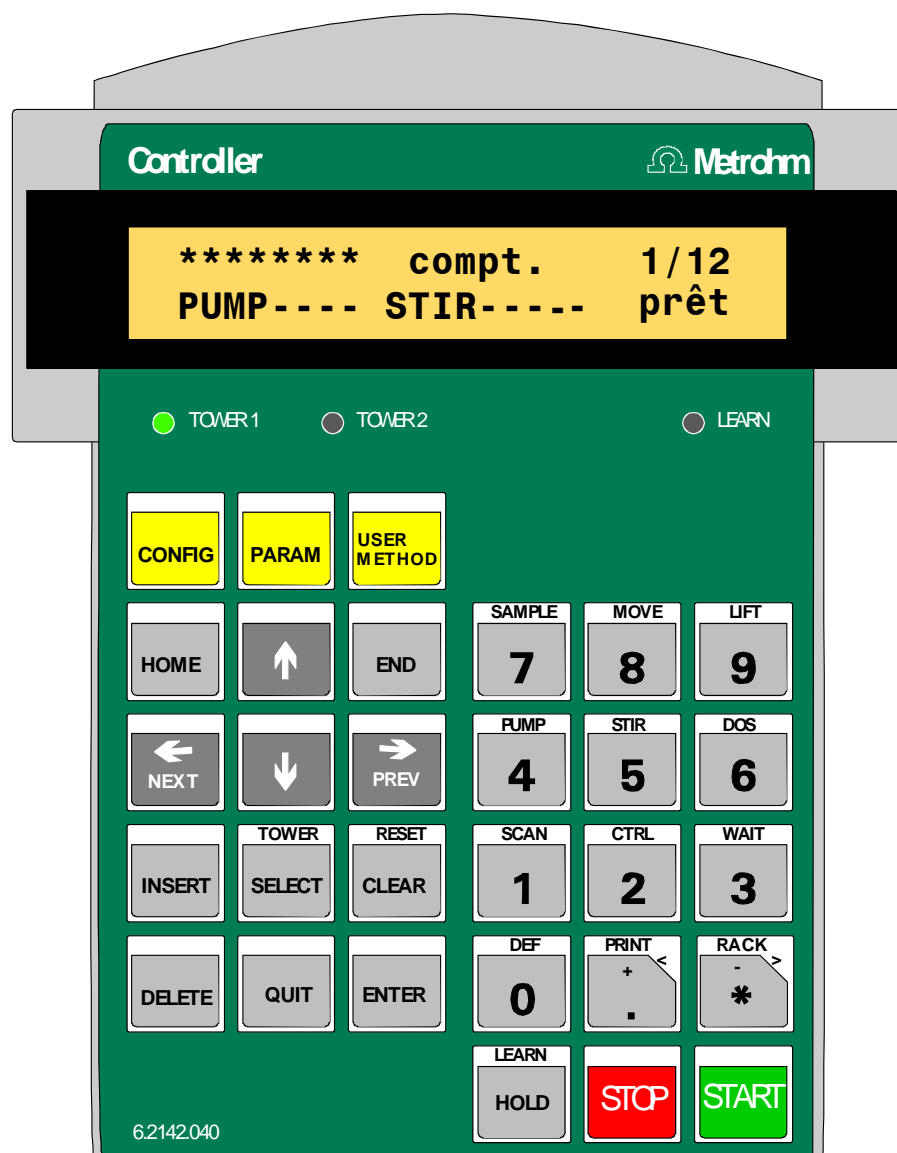 Controller Metrohm
******** compt. 1/12
PUMP---- STIR----- prêt
TOWER 1 TOWER 2 LEARN
CONFIG PARAM USER METHOD
SAMPLE MOVE LIFT
HOME ↑ END 7 8 9
PUMP STIR DOS
← NEXT ↓ → PREV 4 5 6
TOWER RESET SCAN CTRL WAIT
INSERT SELECT CLEAR 1 2 3
DEF PRINT < RACK >
DELETE QUIT ENTER 0 + . - *
LEARN
HOLD STOP START
6.2142.040